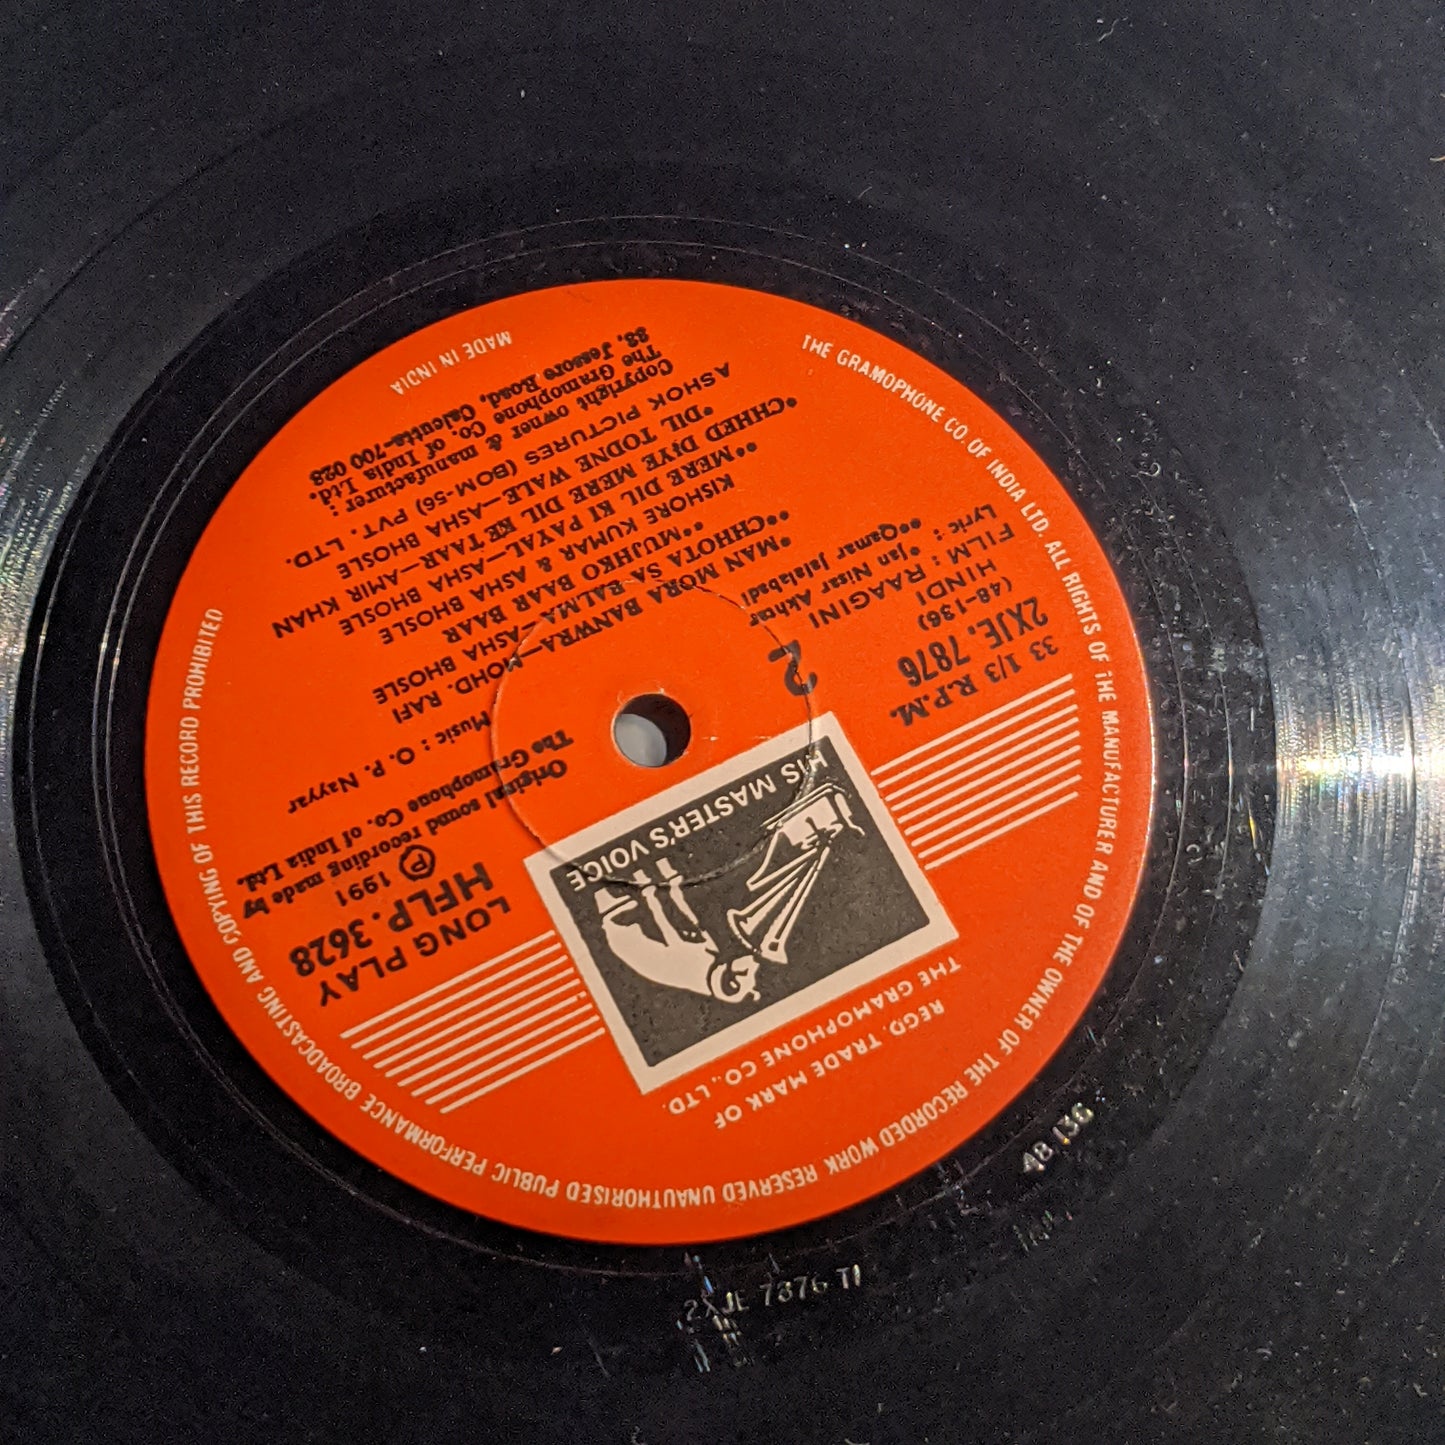 THE GRAMOPHONE CO. OF INDIA LTD. ALL RIGHTS OF THE MANUFACTURER AND OF THE OWNER OF THE RECORDED WORK RESERVED UNAUTHORISED PUBLIC PERFORMANCE BROADCASTING AND COPYING OF THIS RECORD PROHIBITED
REGD. TRADE MARK OF
THE GRAMOPHONE CO., LTD.
HIS MASTER'S VOICE
33 1/3 R.P.M.
2XJE. 7876
(48-136)
HINDI
FILM : RAAGINI
Lyric : *Jan Nisar Akhtar
**Qamar Jalalabadi
2
LONG PLAY
HFLP. 3628
Ⓟ 1991
Original sound recording made by
The Gramophone Co. of India Ltd.
Music : O. P. Nayyar
*MAN MORA BANWRA—MOHD. RAFI
**CHHOTA SA BALMA—ASHA BHOSLE
**MUJHKO BAAR BAAR
KISHORE KUMAR & ASHA BHOSLE
**MERE DIL KI PAYAL—ASHA BHOSLE
*CHHED DIYE MERE DIL KE TAAR—AMIR KHAN
*DIL TODNE WALE—ASHA BHOSLE
ASHOK PICTURES (BOM-56) PVT. LTD.
Copyright owner & manufacturer :
The Gramophone Co. of India Ltd.
33, Jessore Road, Calcutta-700 028
MADE IN INDIA
48 136
2XJE 7876 T1